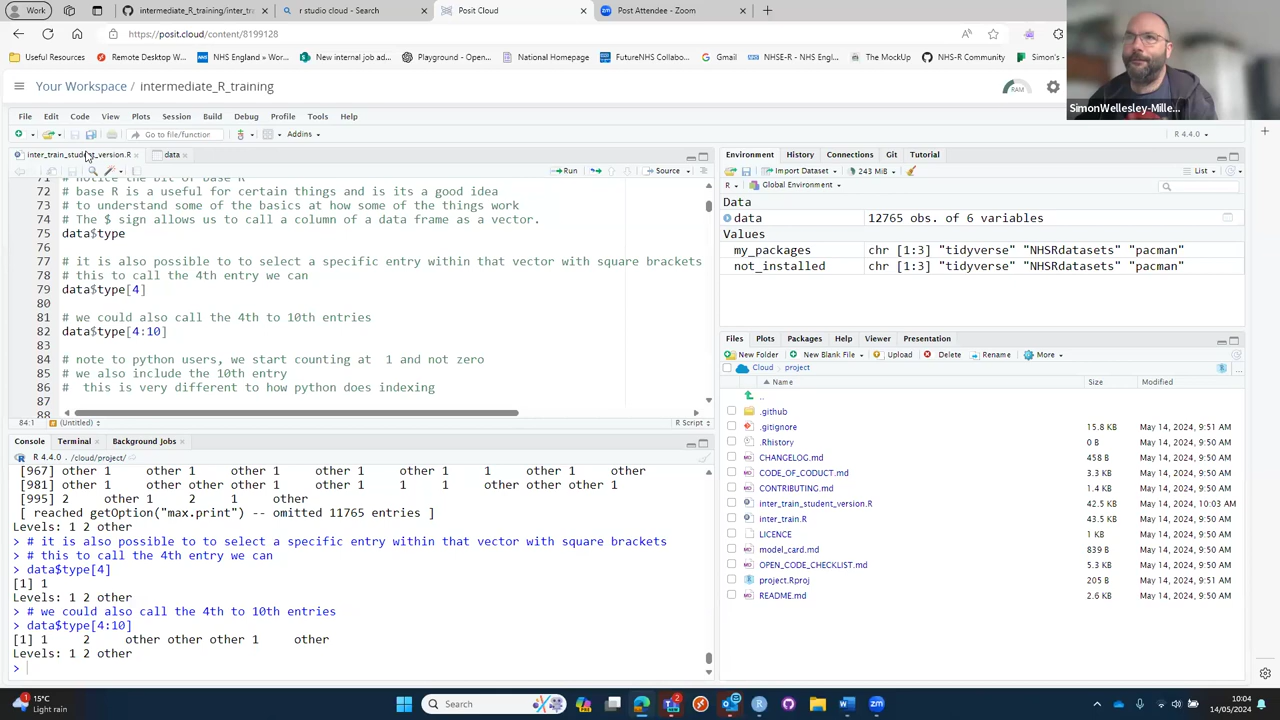 Work
intermediate_R_training/inter_tra
r studio cloud - Search
Posit Cloud
Post Attendee - Zoom
https://posit.cloud/content/8199128
Useful Resources
Remote Desktop W...
NHS England » Wor...
New internal job ad...
Playground - Open...
National Homepage
FutureNHS Collabo...
Gmail
NHSE-R - NHS Engl...
The MockUp
NHS-R Community
Simon's
SimonWellesley-Mille...
Your Workspace / intermediate_R_training
RAM
File Edit Code View Plots Session Build Debug Profile Tools Help
Go to file/function
Addins
R 4.4.0
inter_train_student_version.R
data
Run
Source
72 # base R is a useful for certain things and is its a good idea
73 # to understand some of the basics at how some of the things work
74 # The $ sign allows us to call a column of a data frame as a vector.
75 data$type
76
77 # it is also possible to to select a specific entry within that vector with square brackets
78 # this to call the 4th entry we can
79 data$type[4]
80
81 # we could also call the 4th to 10th entries
82 data$type[4:10]
83
84 # note to python users, we start counting at  1 and not zero
85 # we also include the 10th entry
86 #  this is very different to how python does indexing
87
88
84:1
(Untitled)
R Script
Console Terminal Background Jobs
R 4.4.0 . /cloud/project/
[967] other 1 other 1 other 1 other 1 other 1 1 other 1 other
[981] other 1 other 1 other 1 other 1 1 1 other other other 1
[995] 2 other 1 2 1 other
[ reached getOption("max.print") -- omitted 11765 entries ]
Levels: 1 2 other
> # it is also possible to to select a specific entry within that vector with square brackets
> # this to call the 4th entry we can
> data$type[4]
[1] 1
Levels: 1 2 other
> # we could also call the 4th to 10th entries
> data$type[4:10]
[1] 1 2 other other other 1 other
Levels: 1 2 other
>
Environment History Connections Git Tutorial
Import Dataset
243 MiB
List
R
Global Environment
Data
data 12765 obs. of 6 variables
Values
my_packages chr [1:3] "tidyverse" "NHSRdatasets" "pacman"
not_installed chr [1:3] "tidyverse" "NHSRdatasets" "pacman"
Files Plots Packages Help Viewer Presentation
New Folder New Blank File Upload Delete Rename More
Cloud project
Name Size Modified
..
.github
.gitignore 15.8 KB May 14, 2024, 9:51 AM
.Rhistory 0 B May 14, 2024, 9:50 AM
CHANGELOG.md 458 B May 14, 2024, 9:50 AM
CODE_OF_CODUCT.md 3.3 KB May 14, 2024, 9:50 AM
CONTRIBUTING.md 1.4 KB May 14, 2024, 9:50 AM
inter_train_student_version.R 42.5 KB May 14, 2024, 10:03 AM
inter_train.R 43.5 KB May 14, 2024, 9:50 AM
LICENCE 1 KB May 14, 2024, 9:50 AM
model_card.md 839 B May 14, 2024, 9:50 AM
OPEN_CODE_CHECKLIST.md 5.3 KB May 14, 2024, 9:50 AM
project.Rproj 205 B May 14, 2024, 9:50 AM
README.md 2.6 KB May 14, 2024, 9:50 AM
15°C
Light rain
Search
10:04
14/05/2024